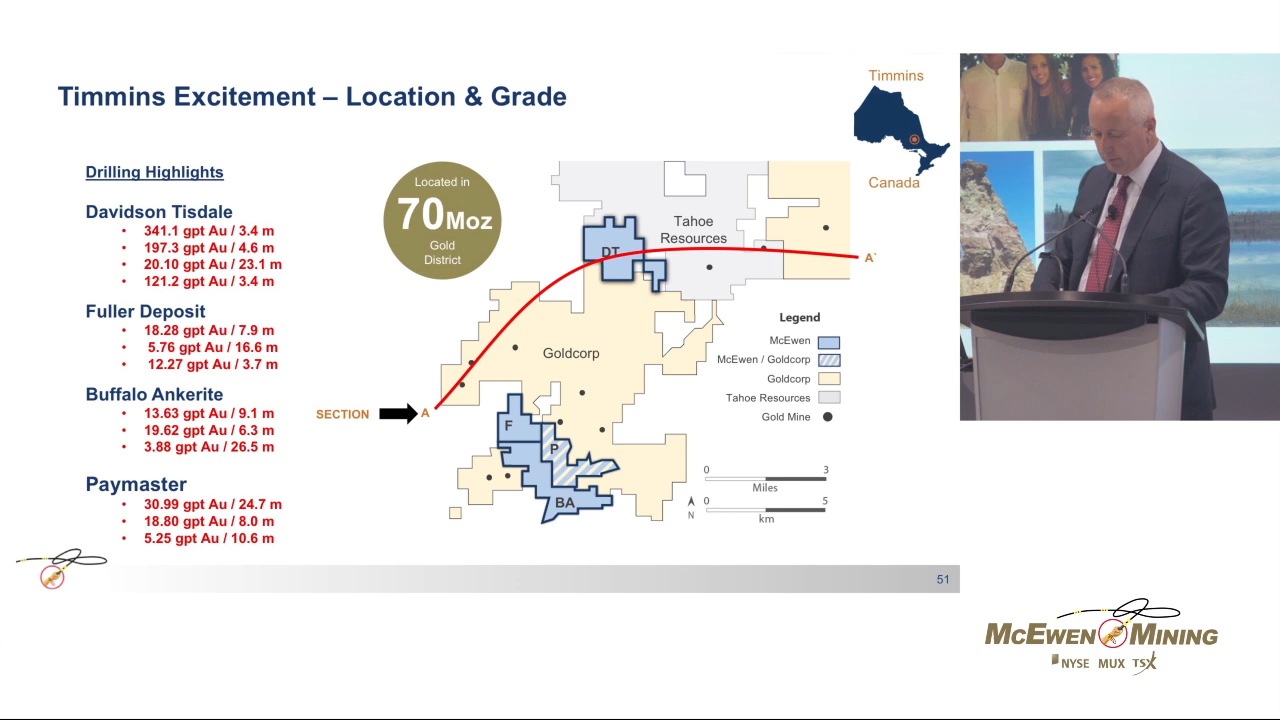 Timmins Excitement – Location & Grade
Timmins
Canada
Drilling Highlights
Davidson Tisdale
• 341.1 gpt Au / 3.4 m
• 197.3 gpt Au / 4.6 m
• 20.10 gpt Au / 23.1 m
• 121.2 gpt Au / 3.4 m
Fuller Deposit
• 18.28 gpt Au / 7.9 m
• 5.76 gpt Au / 16.6 m
• 12.27 gpt Au / 3.7 m
Buffalo Ankerite
• 13.63 gpt Au / 9.1 m
• 19.62 gpt Au / 6.3 m
• 3.88 gpt Au / 26.5 m
Paymaster
• 30.99 gpt Au / 24.7 m
• 18.80 gpt Au / 8.0 m
• 5.25 gpt Au / 10.6 m
Located in
70Moz
Gold
District
Tahoe
Resources
DT
A`
Goldcorp
SECTION
A
F
P
BA
Legend
McEwen
McEwen / Goldcorp
Goldcorp
Tahoe Resources
Gold Mine
0 3
Miles
0 5
km
N
51
McEwen Mining
NYSE MUX TSX